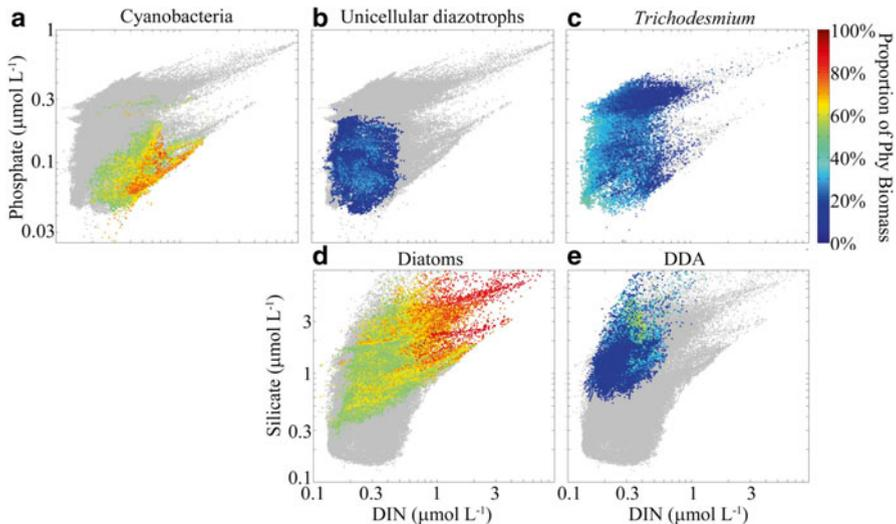 a Cyanobacteria
b Unicellular diazotrophs
c Trichodesmium
Phosphate (μmol L-1)
1
0.3
0.1
0.03
100%
80%
60%
40%
20%
0%
Proportion of Phy Biomass
d Diatoms
e DDA
Silicate (μmol L-1)
3
1
0.3
0.1
0.1 0.3 1 3
DIN (μmol L-1)
0.1 0.3 1 3
DIN (μmol L-1)